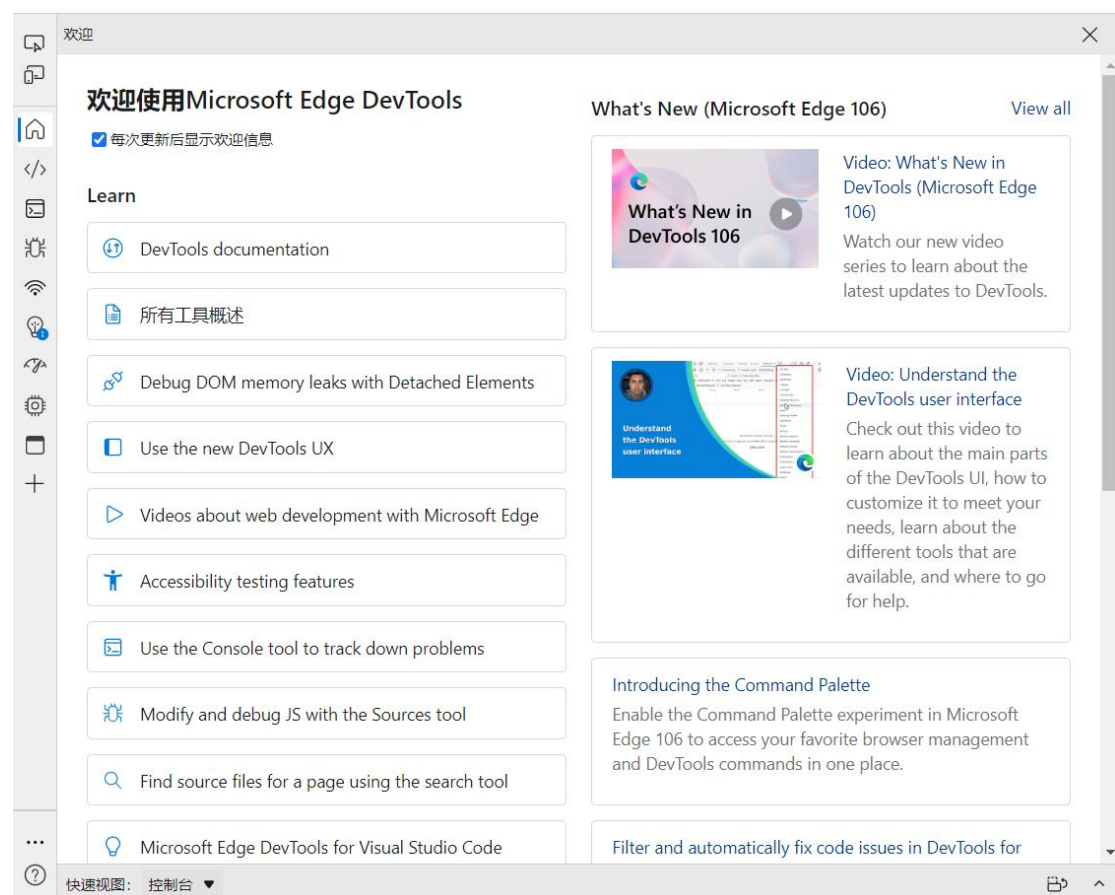 欢迎
欢迎使用Microsoft Edge DevTools
每次更新后显示欢迎信息
Learn
DevTools documentation
所有工具概述
Debug DOM memory leaks with Detached Elements
Use the new DevTools UX
Videos about web development with Microsoft Edge
Accessibility testing features
Use the Console tool to track down problems
Modify and debug JS with the Sources tool
Find source files for a page using the search tool
Microsoft Edge DevTools for Visual Studio Code
What's New (Microsoft Edge 106)
View all
What's New in
DevTools 106
Video: What's New in
DevTools (Microsoft Edge
106)
Watch our new video
series to learn about the
latest updates to DevTools.
Understand
the DevTools
user interface
Video: Understand the
DevTools user interface
Check out this video to
learn about the main parts
of the DevTools UI, how to
customize it to meet your
needs, learn about the
different tools that are
available, and where to go
for help.
Introducing the Command Palette
Enable the Command Palette experiment in Microsoft
Edge 106 to access your favorite browser management
and DevTools commands in one place.
Filter and automatically fix code issues in DevTools for
快速视图: 控制台